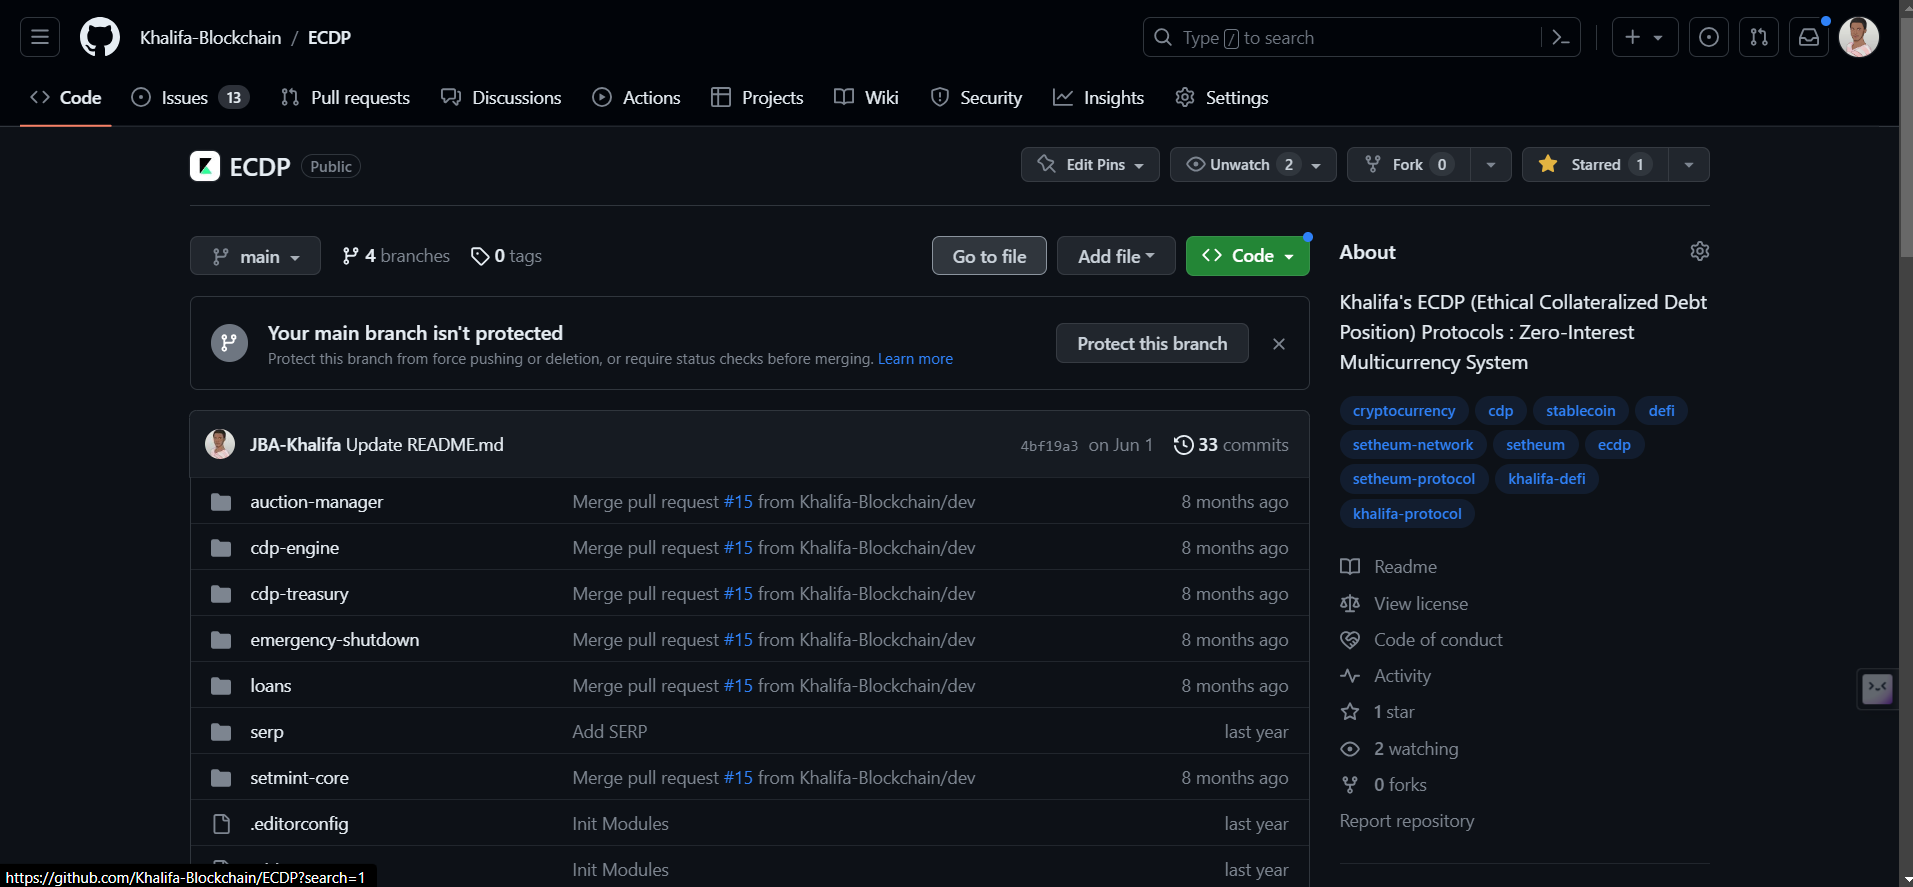 Khalifa-Blockchain / ECDP
Type / to search
Code
Issues 13
Pull requests
Discussions
Actions
Projects
Wiki
Security
Insights
Settings
ECDP Public
Edit Pins
Unwatch 2
Fork 0
Starred 1
main
4 branches
0 tags
Go to file
Add file
Code
Your main branch isn't protected
Protect this branch from force pushing or deletion, or require status checks before merging. Learn more
Protect this branch
JBA-Khalifa Update README.md 4bf19a3 on Jun 1 33 commits
auction-manager Merge pull request #15 from Khalifa-Blockchain/dev 8 months ago
cdp-engine Merge pull request #15 from Khalifa-Blockchain/dev 8 months ago
cdp-treasury Merge pull request #15 from Khalifa-Blockchain/dev 8 months ago
emergency-shutdown Merge pull request #15 from Khalifa-Blockchain/dev 8 months ago
loans Merge pull request #15 from Khalifa-Blockchain/dev 8 months ago
serp Add SERP last year
setmint-core Merge pull request #15 from Khalifa-Blockchain/dev 8 months ago
.editorconfig Init Modules last year
Init Modules last year
About
Khalifa's ECDP (Ethical Collateralized Debt
Position) Protocols : Zero-Interest
Multicurrency System
cryptocurrency cdp stablecoin defi
setheum-network setheum ecdp
setheum-protocol khalifa-defi
khalifa-protocol
Readme
View license
Code of conduct
Activity
1 star
2 watching
0 forks
Report repository
https://github.com/Khalifa-Blockchain/ECDP?search=1